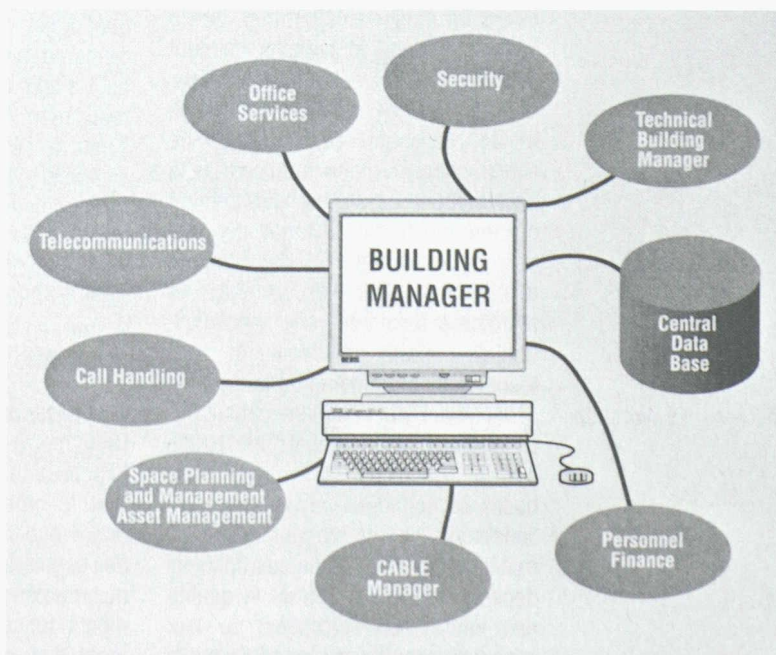 Office
Services
Security
Technical
Building
Manager
Telecommunications
BUILDING
MANAGER
Central
Data
Base
Call Handling
Space Planning
and Management
Asset Management
CABLE
Manager
Personnel
Finance